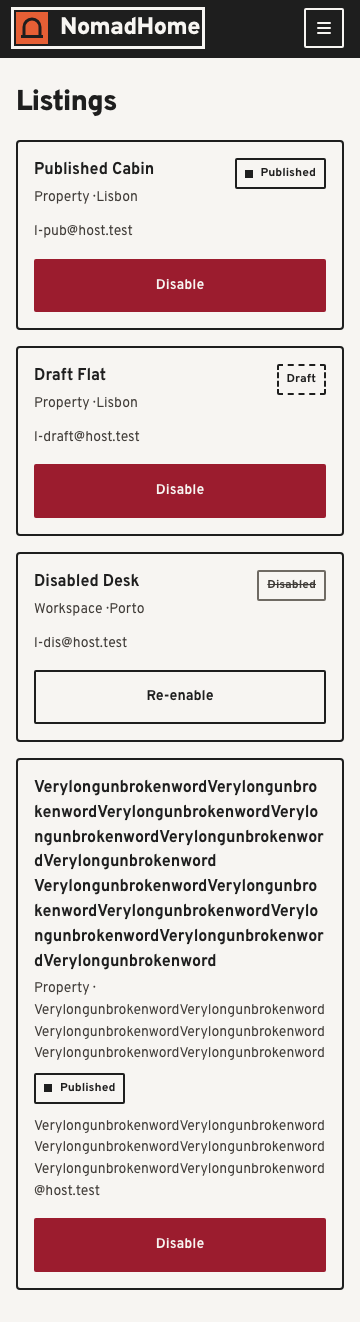 NomadHome
Listings
Published Cabin
Published
Property ·Lisbon
l-pub@host.test
Disable
Draft Flat
Draft
Property ·Lisbon
l-draft@host.test
Disable
Disabled Desk
Disabled
Workspace ·Porto
l-dis@host.test
Re-enable
VerylongunbrokenwordVerylongunbro
kenwordVerylongunbrokenwordVerylo
ngunbrokenwordVerylongunbrokenwor
dVerylongunbrokenword
VerylongunbrokenwordVerylongunbro
kenwordVerylongunbrokenwordVerylo
ngunbrokenwordVerylongunbrokenwor
dVerylongunbrokenword
Property ·
VerylongunbrokenwordVerylongunbrokenword
VerylongunbrokenwordVerylongunbrokenword
VerylongunbrokenwordVerylongunbrokenword
Published
VerylongunbrokenwordVerylongunbrokenword
VerylongunbrokenwordVerylongunbrokenword
VerylongunbrokenwordVerylongunbrokenword
@host.test
Disable